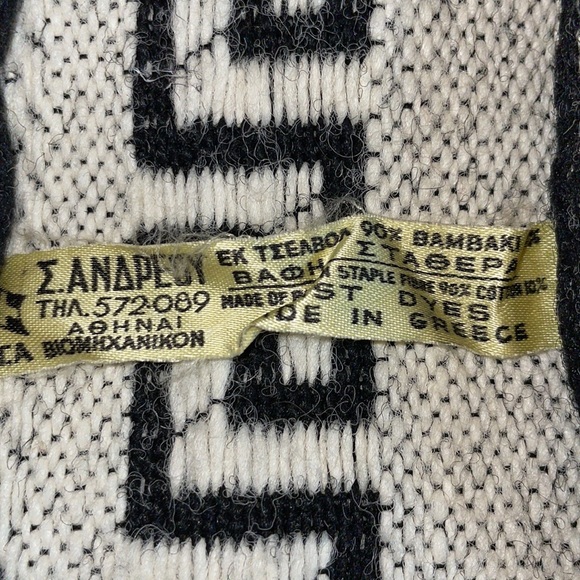 Σ. ΑΝΔΡΕΟΥ
ΤΗΛ. 572·089
ΑΘΗΝΑΙ
ΒΙΟΜΗΧΑΝΙΚΟΝ
ΕΚ ΤΣΕΛΒΟΛ 90% ΒΑΜΒΑΚΙ
ΒΑΦΗ ΣΤΑΘΕΡΑ
MADE OF STAPLE FIBRE COTTON 10%
DYES
IN GREECE